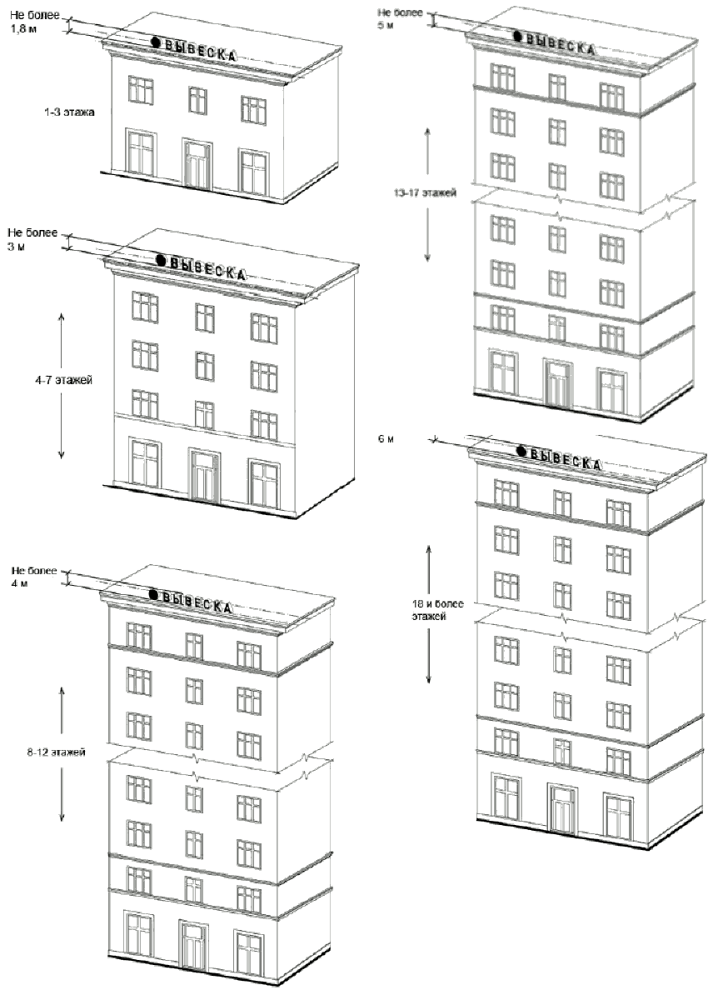 Не более
1,8 м
ВЫВЕСКА
1-3 этажа
Не более
3 м
ВЫВЕСКА
4-7 этажей
Не более
4 м
ВЫВЕСКА
8-12 этажей
Не более
5 м
ВЫВЕСКА
13-17 этажей
6 м
ВЫВЕСКА
18 и более
этажей